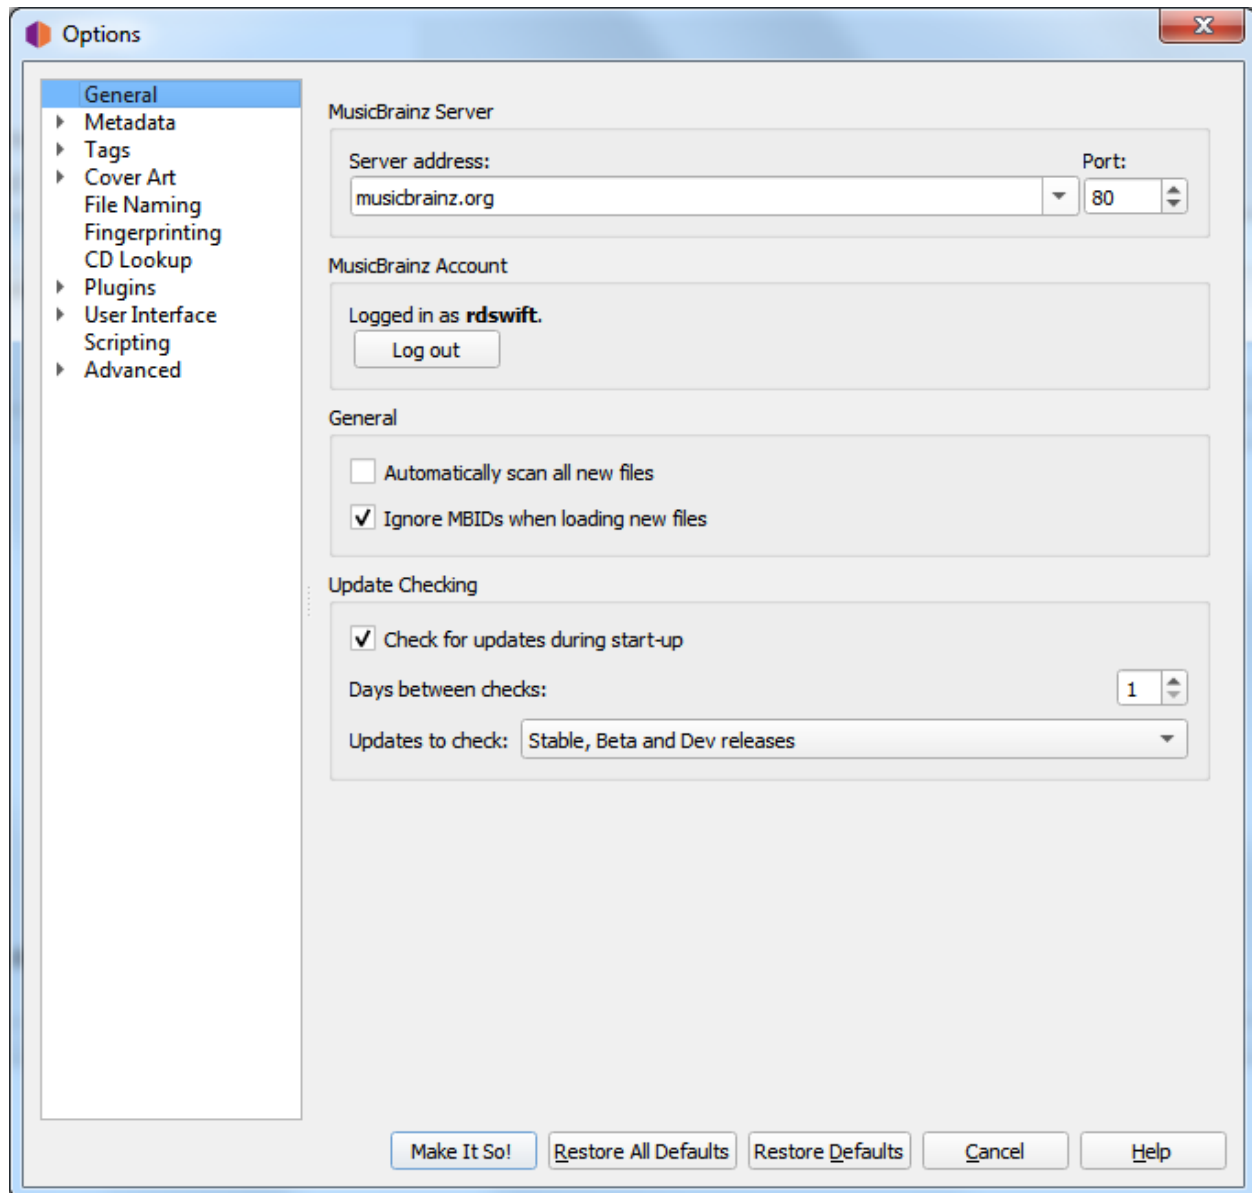 Options
General
Metadata
Tags
Cover Art
File Naming
Fingerprinting
CD Lookup
Plugins
User Interface
Scripting
Advanced
MusicBrainz Server
Server address: Port:
musicbrainz.org 80
MusicBrainz Account
Logged in as rdswift.
Log out
General
Automatically scan all new files
Ignore MBIDs when loading new files
Update Checking
Check for updates during start-up
Days between checks: 1
Updates to check: Stable, Beta and Dev releases
Make It So! Restore All Defaults Restore Defaults Cancel Help